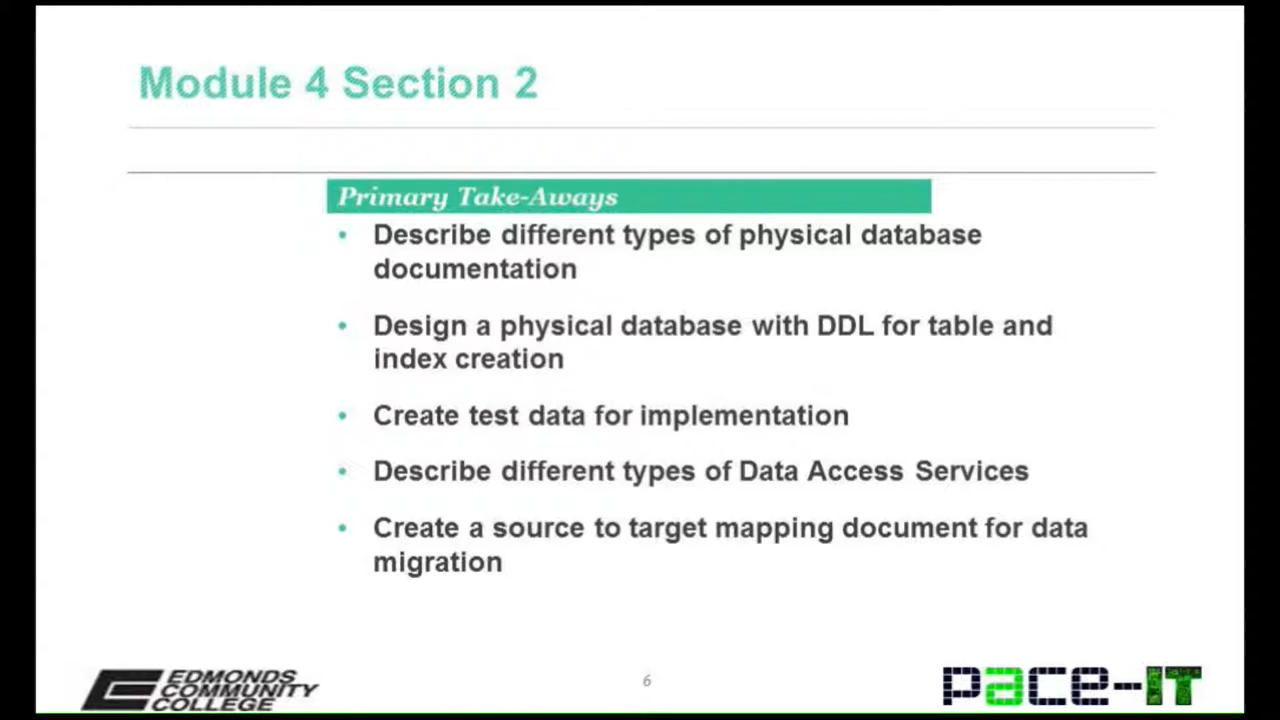 Module 4 Section 2
Primary Take-Aways
• Describe different types of physical database
documentation
• Design a physical database with DDL for table and
index creation
• Create test data for implementation
• Describe different types of Data Access Services
• Create a source to target mapping document for data
migration
EDMONDS
COMMUNITY
COLLEGE
6
pace-IT